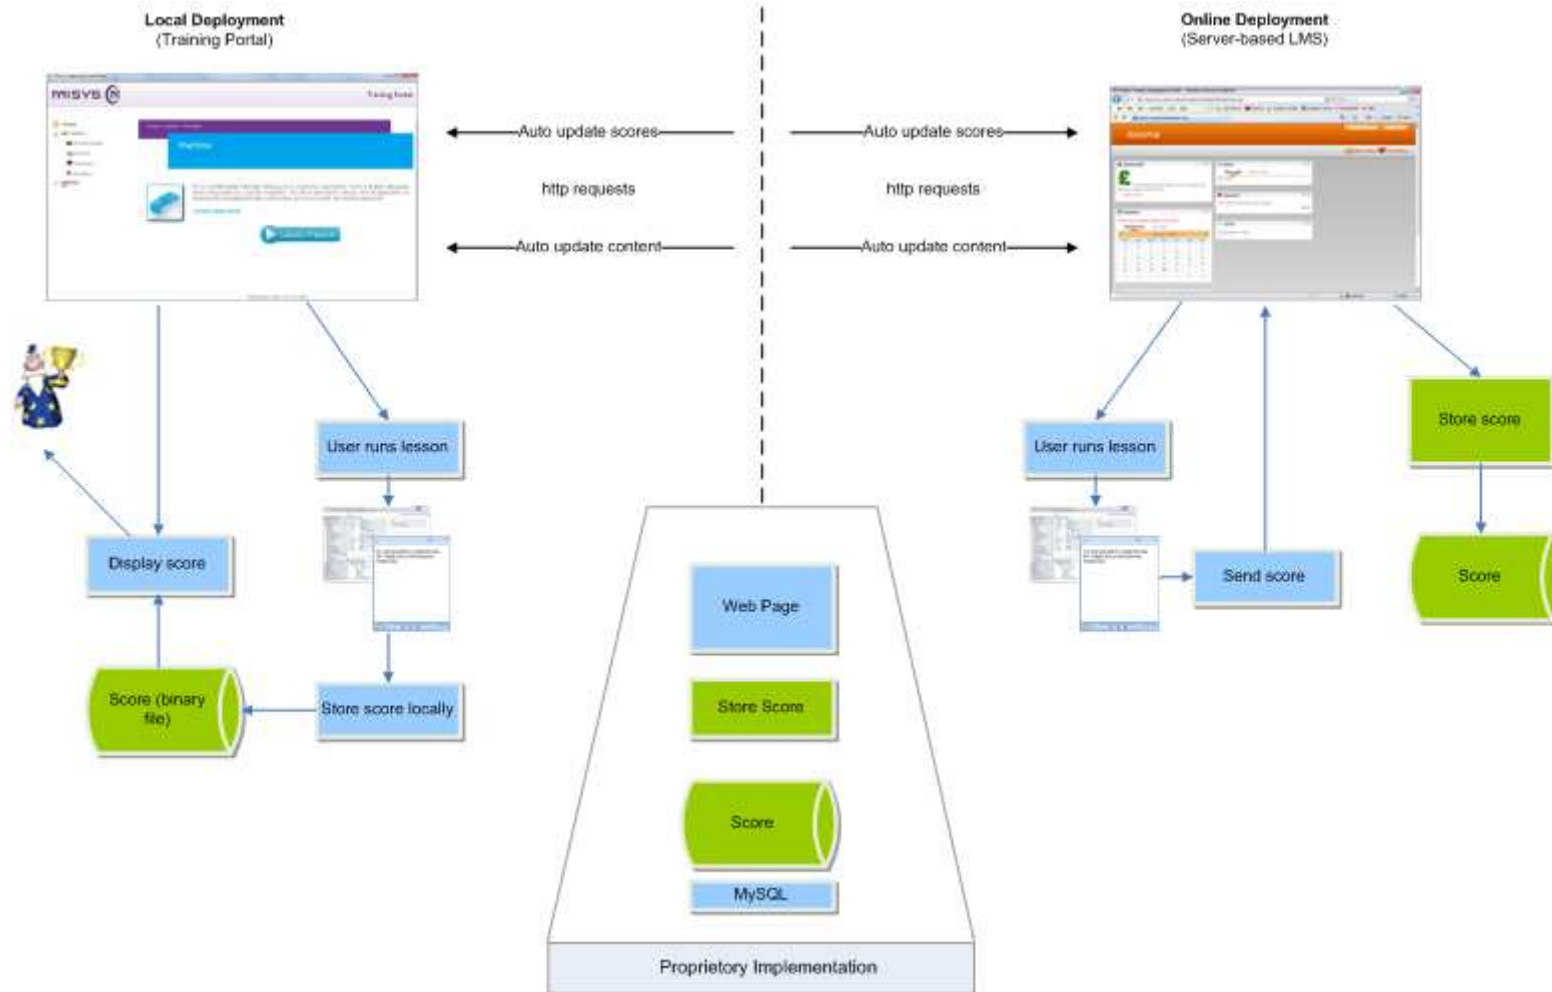 Local Deployment
(Training Portal)
Online Deployment
(Server-based LMS)
MISYS
Training Portal
Auto update scores
Auto update scores
http requests
http requests
Auto update content
Auto update content
User runs lesson
User runs lesson
Store score
Display score
Send score
Score
Web Page
Score (binary
file)
Store score locally
Store Score
Score
MySQL
Proprietory Implementation